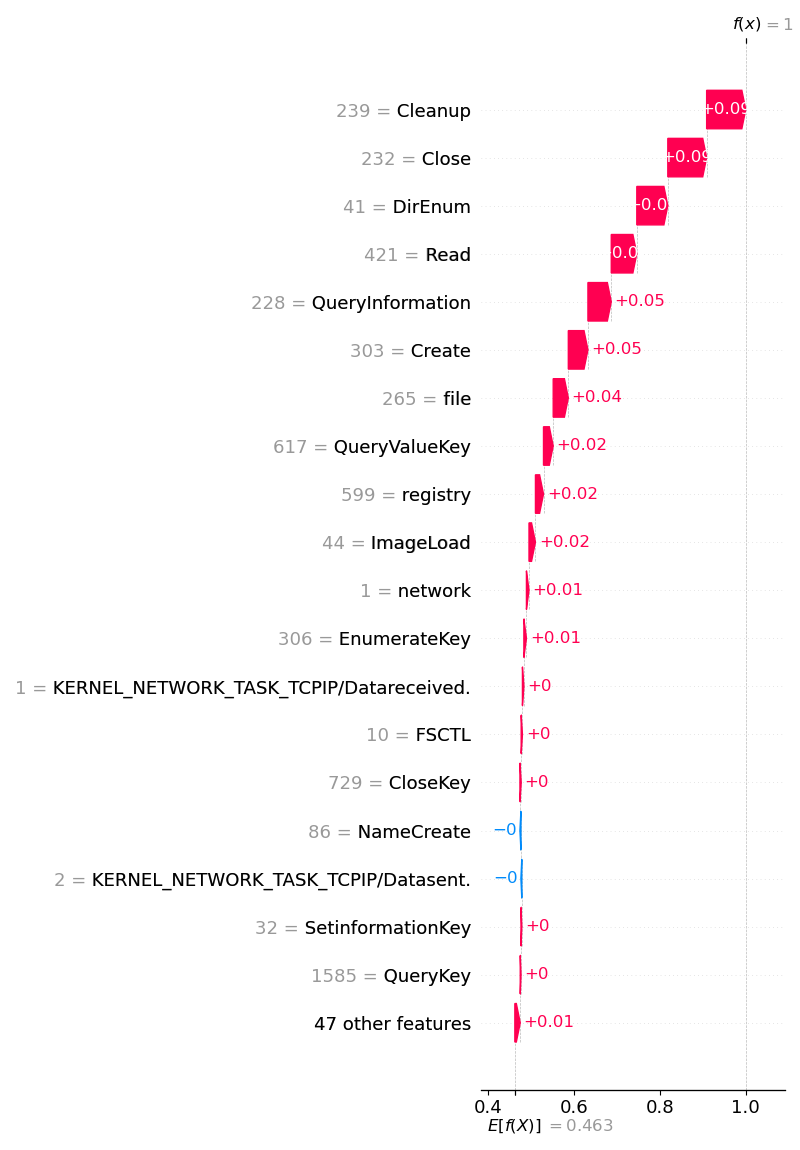 f(x) = 1
239 = Cleanup +0.09
232 = Close +0.09
41 = DirEnum
421 = Read
228 = QueryInformation +0.05
303 = Create +0.05
265 = file +0.04
617 = QueryValueKey +0.02
599 = registry +0.02
44 = ImageLoad +0.02
1 = network +0.01
306 = EnumerateKey +0.01
1 = KERNEL_NETWORK_TASK_TCPIP/Datareceived. +0
10 = FSCTL +0
729 = CloseKey +0
86 = NameCreate −0
2 = KERNEL_NETWORK_TASK_TCPIP/Datasent. −0
32 = SetinformationKey +0
1585 = QueryKey +0
47 other features +0.01
0.4 0.6 0.8 1.0
E[f(X)] = 0.463